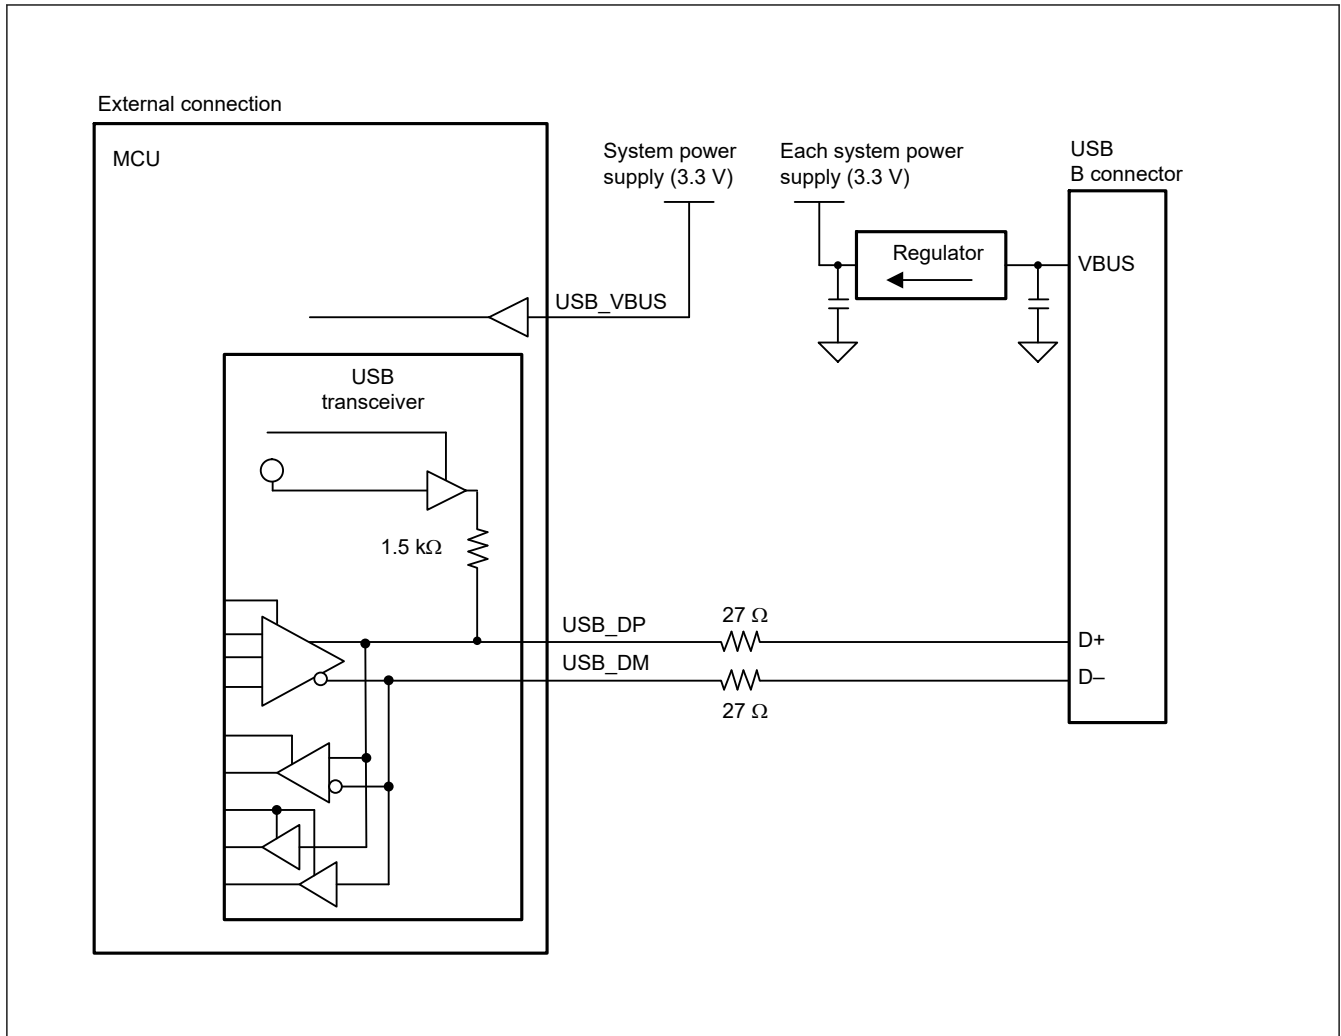 External connection
MCU
System power
supply (3.3 V)
Each system power
supply (3.3 V)
USB
B connector
Regulator
VBUS
USB_VBUS
USB
transceiver
1.5 kΩ
USB_DP
27 Ω
D+
USB_DM
27 Ω
D–